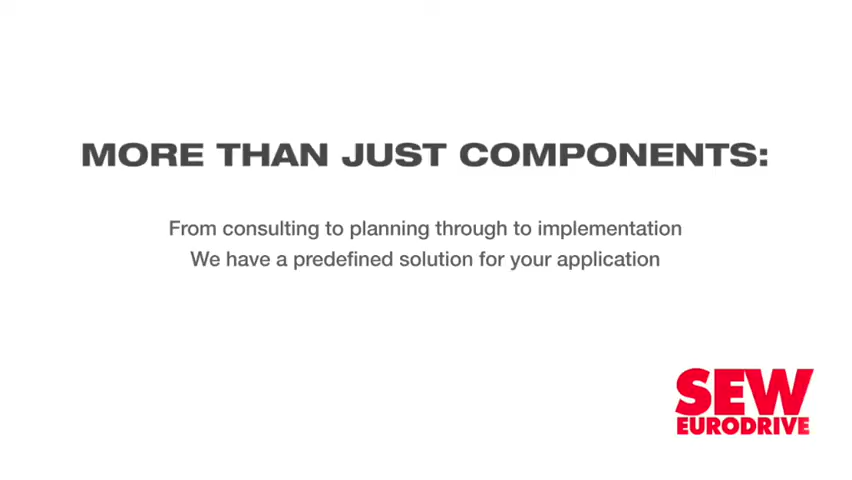 MORE THAN JUST COMPONENTS:
From consulting to planning through to implementation
We have a predefined solution for your application
SEW
EURODRIVE